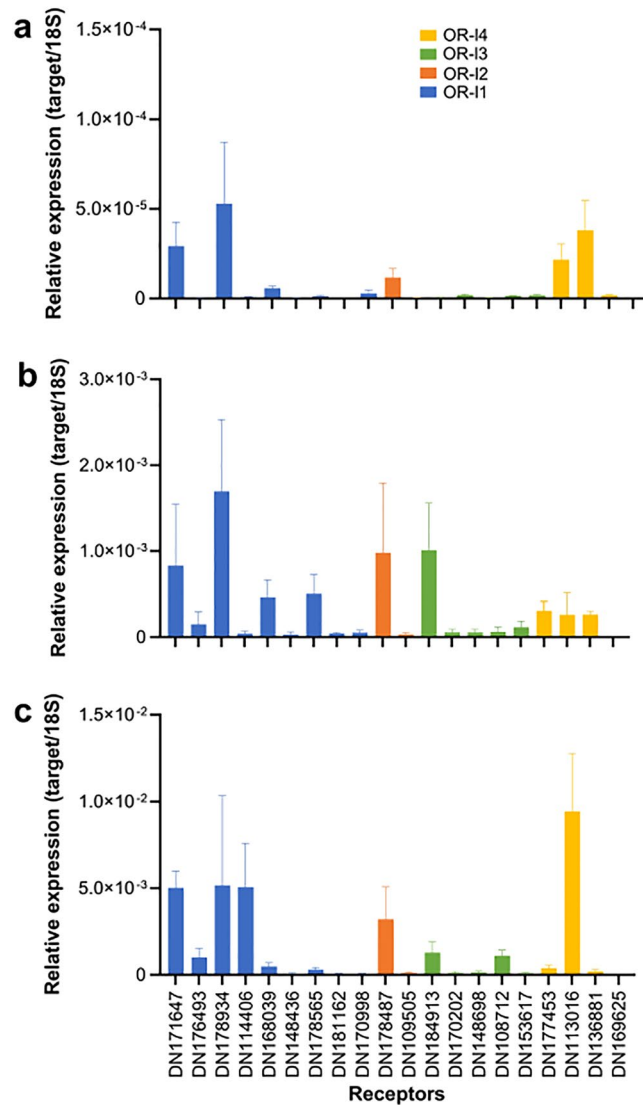 a
Relative expression (target/18S)
1.5×10⁻⁴
1.0×10⁻⁴
5.0×10⁻⁵
0
OR-I4
OR-I3
OR-I2
OR-I1
b
Relative expression (target/18S)
3.0×10⁻³
2.0×10⁻³
1.0×10⁻³
0
c
Relative expression (target/18S)
1.5×10⁻²
1.0×10⁻²
5.0×10⁻³
0
DN171647
DN176493
DN178934
DN114406
DN168039
DN148436
DN178565
DN181162
DN170998
DN178487
DN109505
DN184913
DN170202
DN148698
DN108712
DN153617
DN177453
DN113016
DN136881
DN169625
Receptors